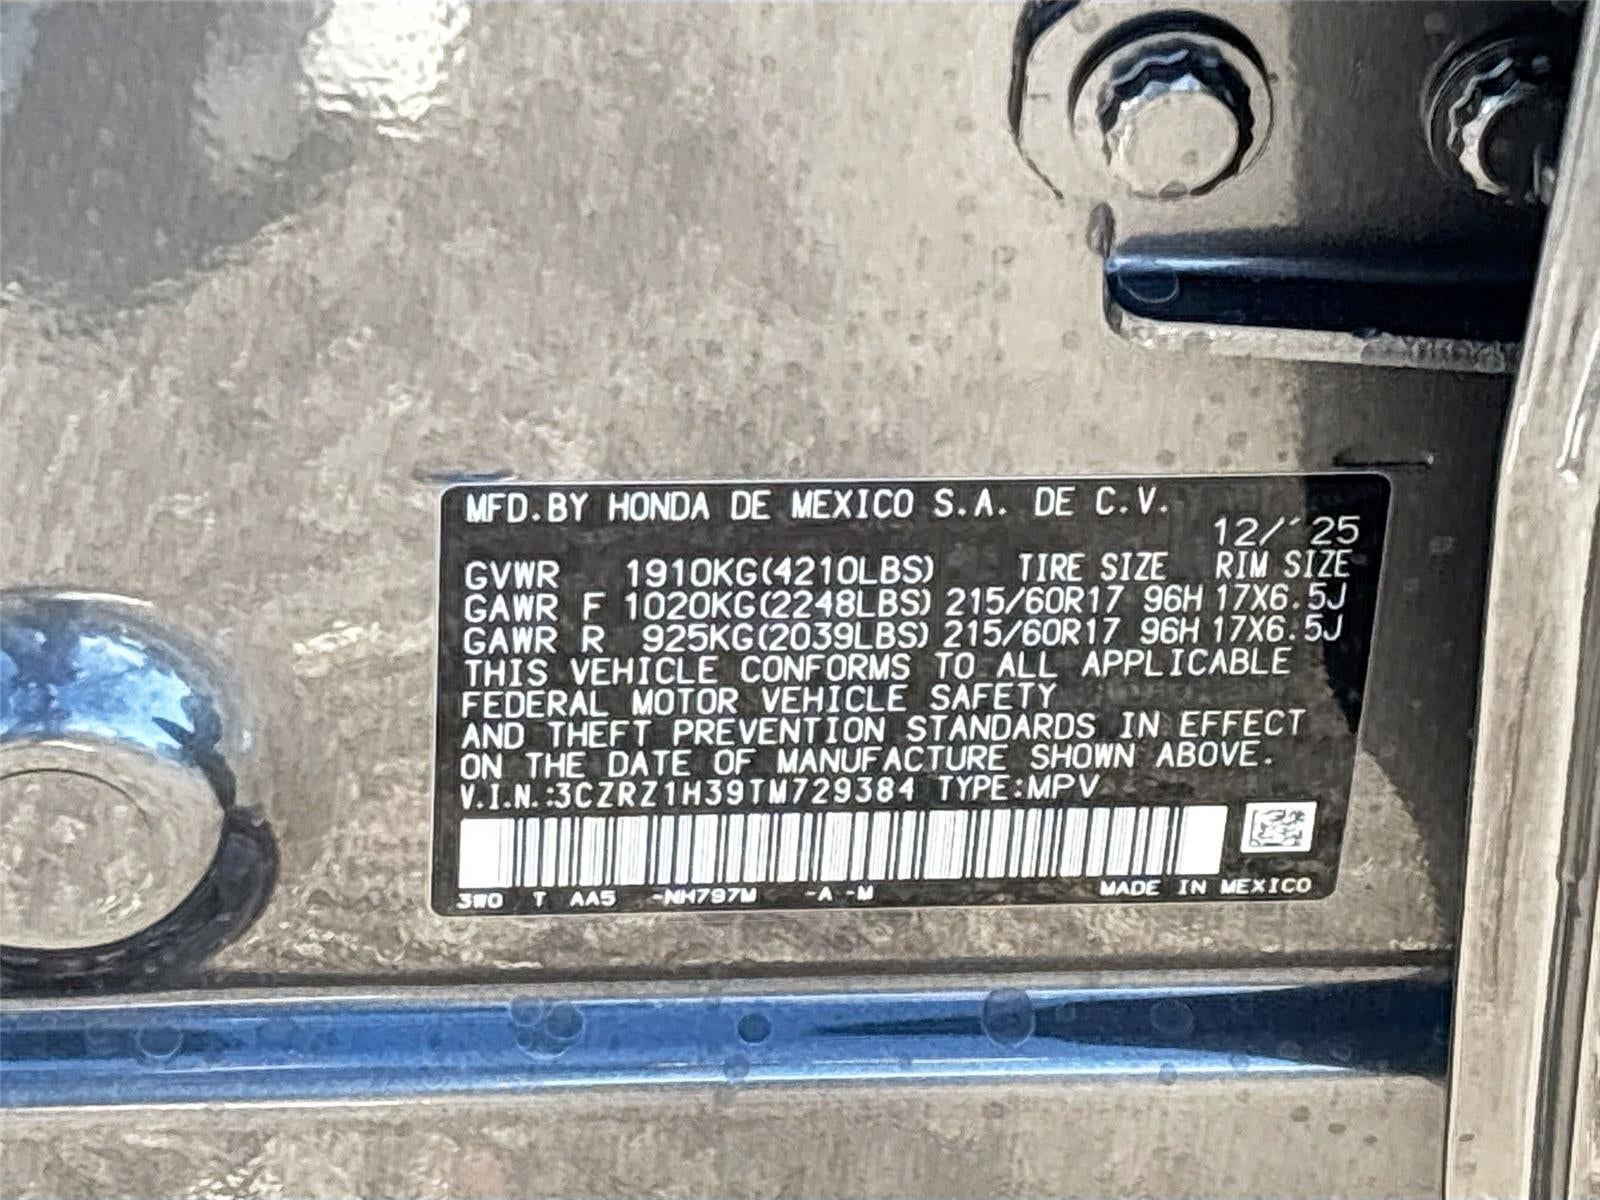 MFD.BY HONDA DE MEXICO S.A. DE C.V.
12/'25
GVWR 1910KG(4210LBS) TIRE SIZE RIM SIZE
GAWR F 1020KG(2248LBS) 215/60R17 96H 17X6.5J
GAWR R 925KG(2039LBS) 215/60R17 96H 17X6.5J
THIS VEHICLE CONFORMS TO ALL APPLICABLE
FEDERAL MOTOR VEHICLE SAFETY
AND THEFT PREVENTION STANDARDS IN EFFECT
ON THE DATE OF MANUFACTURE SHOWN ABOVE.
V.I.N.:3CZRZ1H39TM729384 TYPE:MPV
3W0 T AA5 -NH797M -A -M MADE IN MEXICO